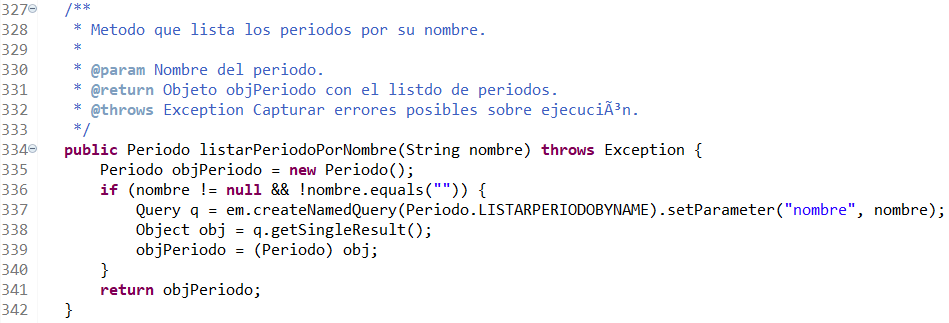 327 /**
328 * Metodo que lista los periodos por su nombre.
329 *
330 * @param Nombre del periodo.
331 * @return Objeto objPeriodo con el listdo de periodos.
332 * @throws Exception Capturar errores posibles sobre ejecuciÃ³n.
333 */
334 public Periodo listarPeriodoPorNombre(String nombre) throws Exception {
335 Periodo objPeriodo = new Periodo();
336 if (nombre != null && !nombre.equals("")) {
337 Query q = em.createNamedQuery(Periodo.LISTARPERIODOBYNAME).setParameter("nombre", nombre);
338 Object obj = q.getSingleResult();
339 objPeriodo = (Periodo) obj;
340 }
341 return objPeriodo;
342 }